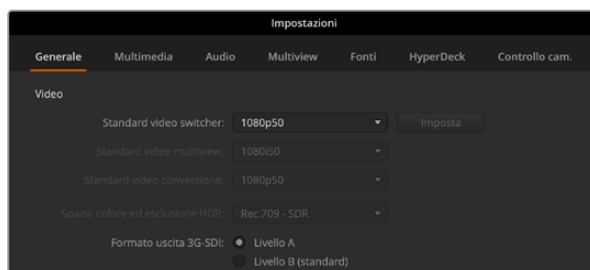 Impostazioni
Generale Multimedia Audio Multiview Fonti HyperDeck Controllo cam.
Video
Standard video switcher: 1080p50 Imposta
Standard video multiview: 1080i50
Standard video conversione: 1080p50
Spazio colore ed esclusione HDR: Rec.709 - SDR
Formato uscita 3G-SDI: Livello A
Livello B (standard)